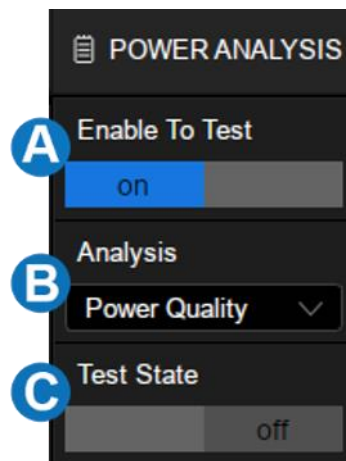 POWER ANALYSIS
A
Enable To Test
on
B
Analysis
Power Quality
C
Test State
off